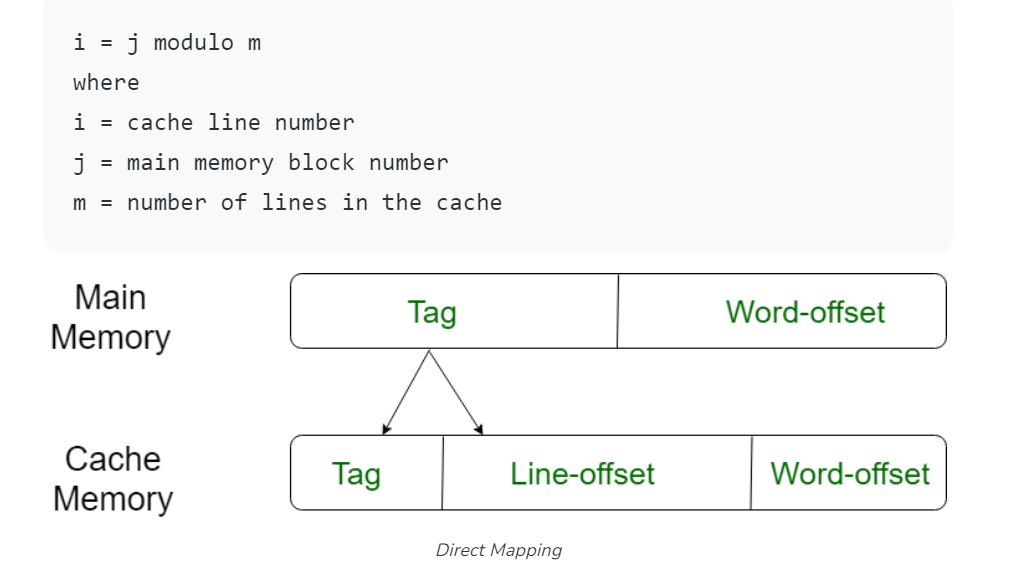 i = j modulo m
where
i = cache line number
j = main memory block number
m = number of lines in the cache
Main
Memory
Tag
Word-offset
Cache
Memory
Tag
Line-offset
Word-offset
Direct Mapping